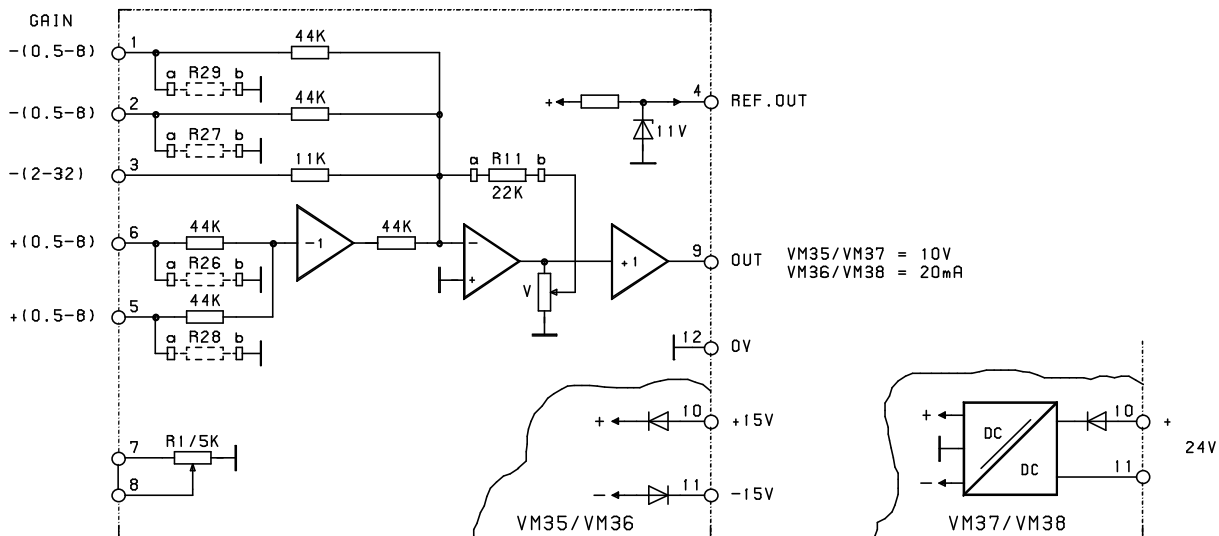 GAIN
-(0.5-8) 1 44K
a R29 b
-(0.5-8) 2 44K
a R27 b
-(2-32) 3 11K
a R11 b
22K
+ 4 REF.OUT
11V
+(0.5-8) 6 44K
-1
44K
a R26 b
+(0.5-8) 5 44K
a R28 b
-
+
V
+1
9 OUT
VM35/VM37 = 10V
VM36/VM38 = 20mA
12 0V
+ 10 +15V
- 11 -15V
VM35/VM36
7 R1/5K
8
+
-
DC
DC
10 +
24V
11
VM37/VM38